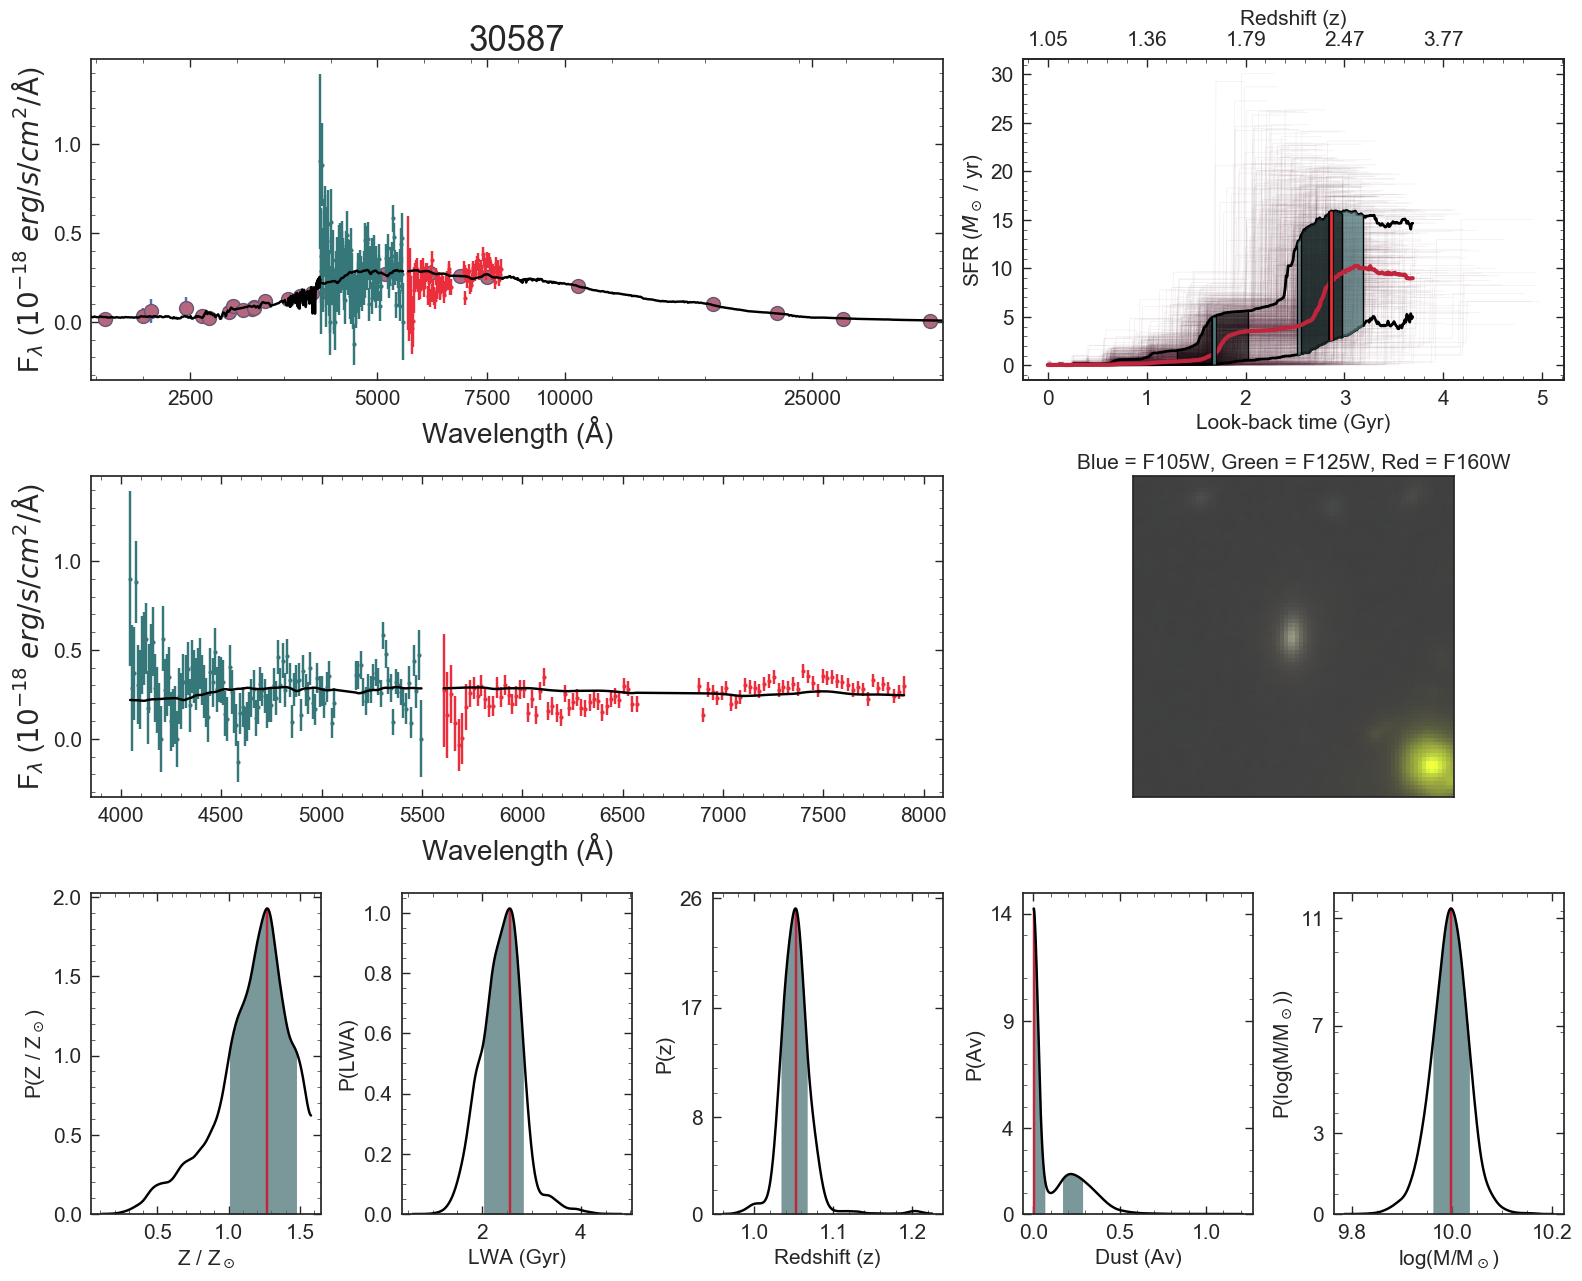 30587
F_λ (10^−18 erg/s/cm^2/Å)
1.0
0.5
0.0
2500 5000 7500 10000 25000
Wavelength (Å)
Redshift (z)
1.05 1.36 1.79 2.47 3.77
SFR (M_⊙ / yr)
30
25
20
15
10
5
0
0 1 2 3 4 5
Look-back time (Gyr)
F_λ (10^−18 erg/s/cm^2/Å)
1.0
0.5
0.0
4000 4500 5000 5500 6000 6500 7000 7500 8000
Wavelength (Å)
Blue = F105W, Green = F125W, Red = F160W
P(Z / Z_⊙)
2.0
1.5
1.0
0.5
0.0
0.5 1.0 1.5
Z / Z_⊙
P(LWA)
1.0
0.8
0.6
0.4
0.2
0.0
2 4
LWA (Gyr)
P(z)
26
17
8
0
1.0 1.1 1.2
Redshift (z)
P(Av)
14
9
4
0
0.0 0.5 1.0
Dust (Av)
P(log(M/M_⊙))
11
7
3
0
9.8 10.0 10.2
log(M/M_⊙)